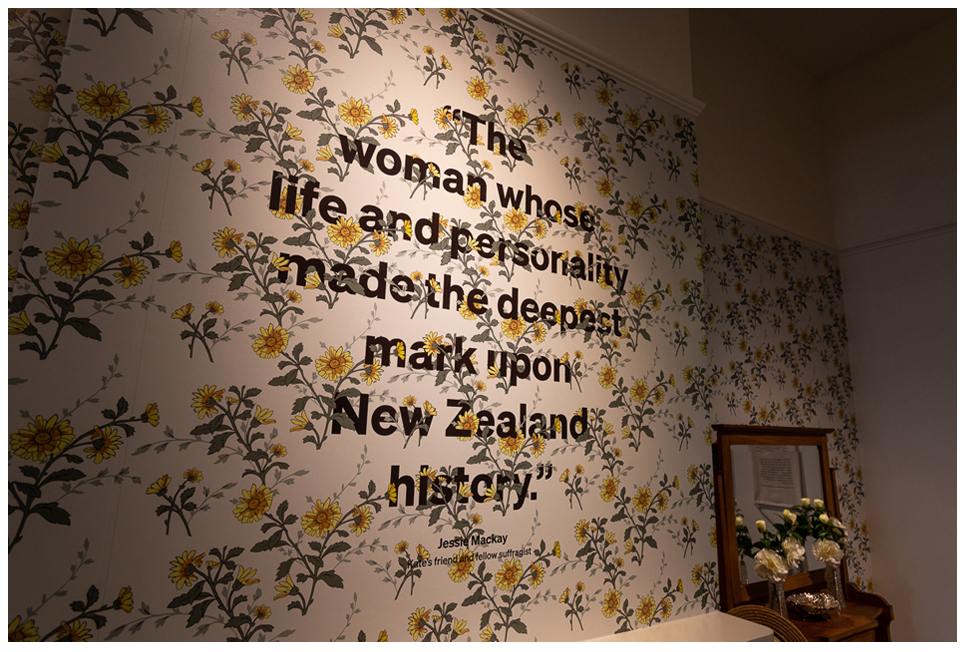 “The
woman whose
life and personality
made the deepest
mark upon
New Zealand
history.”
Jessie Mackay
Kate's friend and fellow suffragist